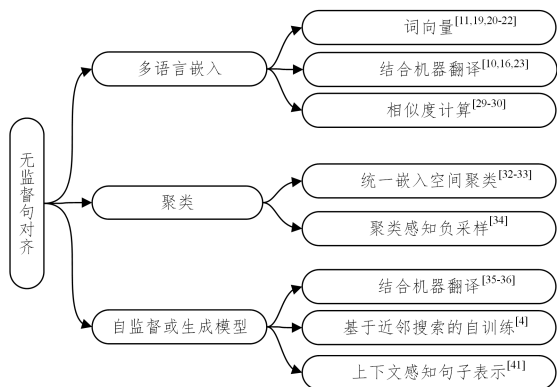 无监督句对齐
多语言嵌入
词向量[11,19,20-22]
结合机器翻译[10,16,23]
相似度计算[29-30]
聚类
统一嵌入空间聚类[32-33]
聚类感知负采样[34]
自监督或生成模型
结合机器翻译[35-36]
基于近邻搜索的自训练[4]
上下文感知句子表示[41]